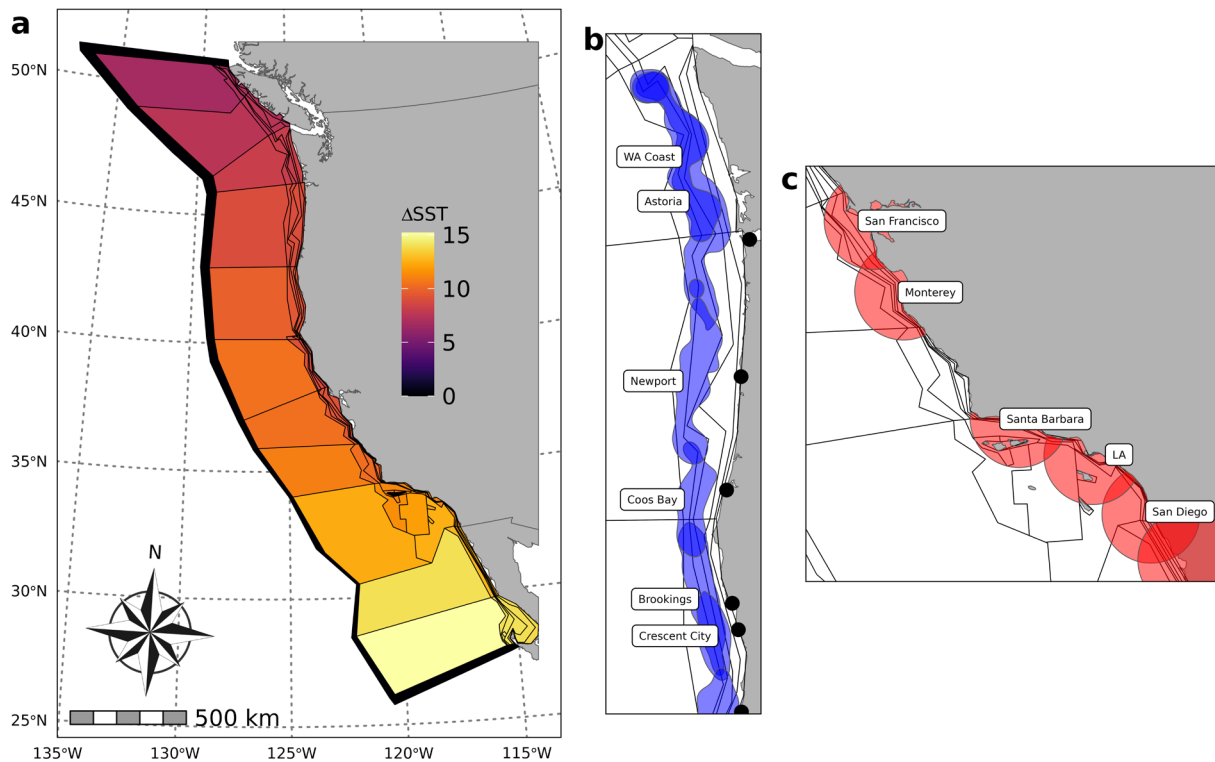 a
50°N
45°N
40°N
35°N
30°N
25°N
135°W
130°W
125°W
120°W
115°W
ΔSST
15
10
5
0
N
500 km
b
WA Coast
Astoria
Newport
Coos Bay
Brookings
Crescent City
c
San Francisco
Monterey
Santa Barbara
LA
San Diego